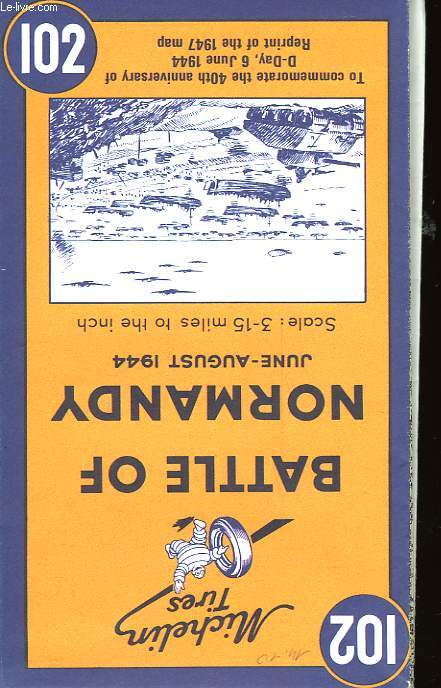 102
Michelin
Tires
BATTLE OF
NORMANDY
JUNE-AUGUST 1944
Scale: 3-15 miles to the inch
To commemorate the 40th anniversary of
D-Day, 6 June 1944
Reprint of the 1947 map
102
Le-livre.com